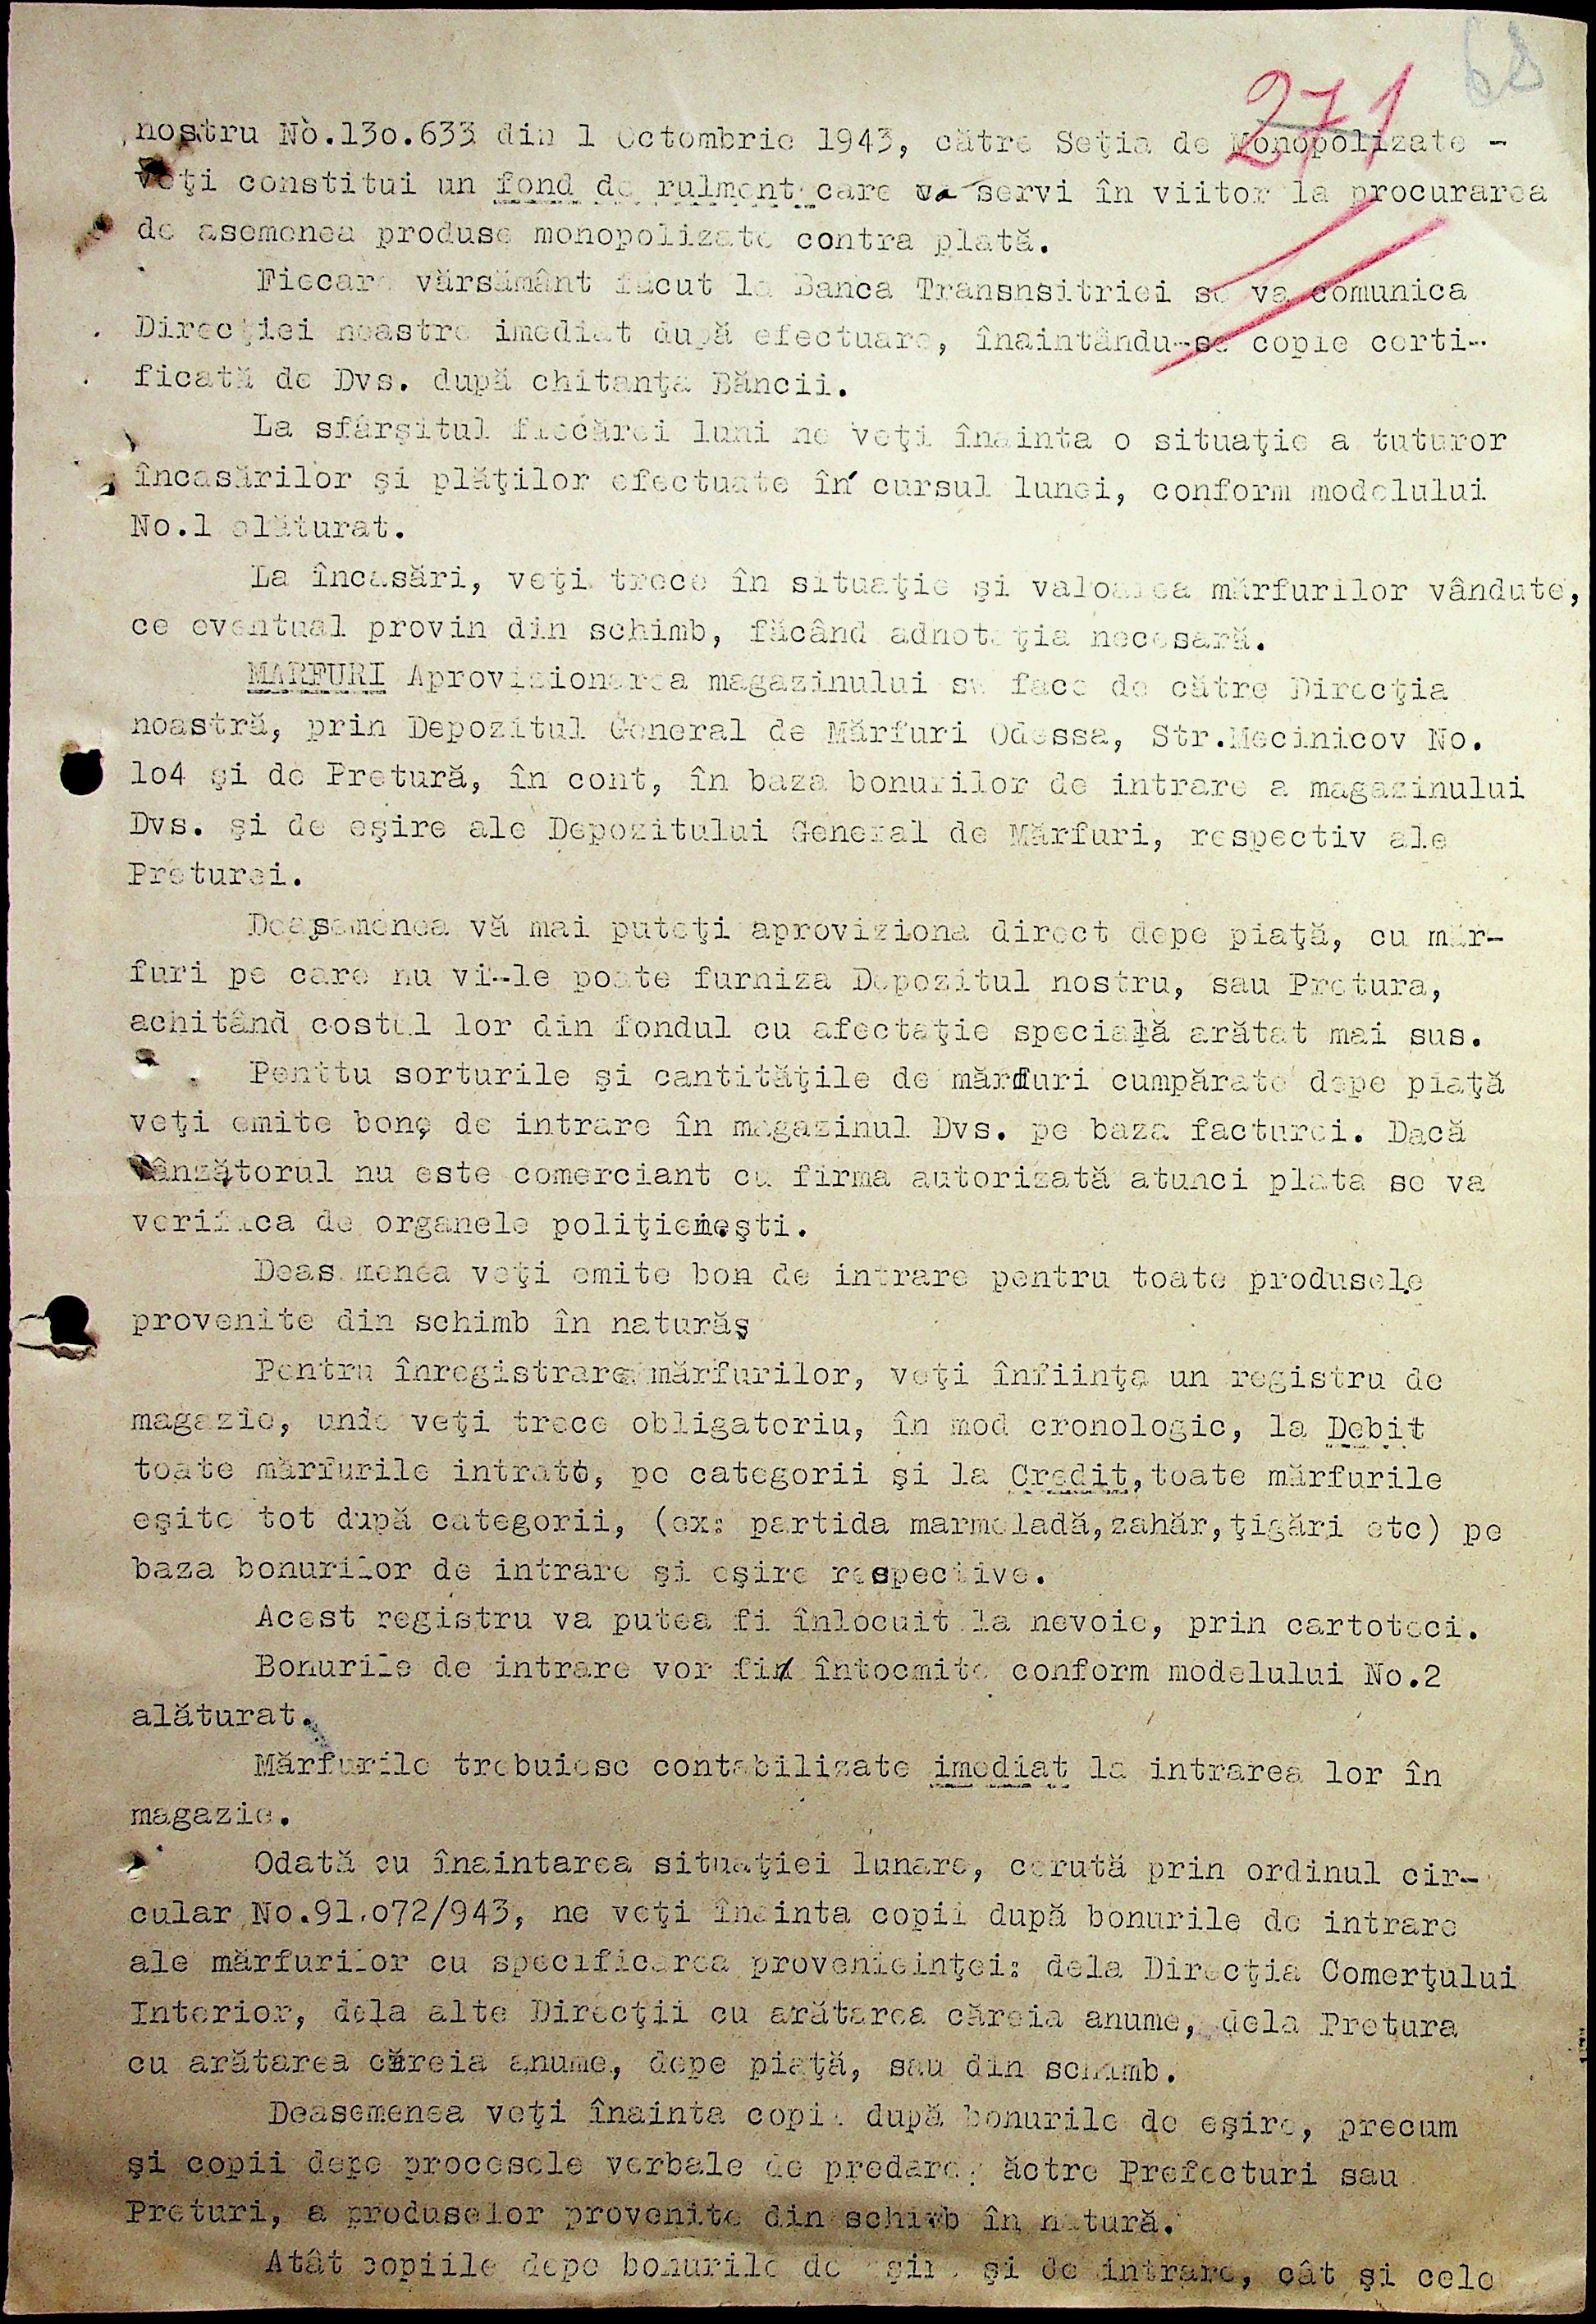 68
271
nostru No.13o.633 din 1 Octombrie 1943, către Seţia de Monopolizate -
veţi constitui un fond de rulment care va servi în viitor la procurarea
de asemenea produse monopolizate contra plată.
Fiecare vărsământ făcut la Banca Transnsitriei se va comunica
Direcţiei noastre imediat după efectuare, înaintându-se copie certi-
ficată de Dvs. după chitanţa Băncii.
La sfârşitul fiecărei luni ne veţi înainta o situaţie a tuturor
încasărilor şi plăţilor efectuate în cursul lunei, conform modelului
No.1 alăturat.
La încasări, veţi trece în situaţie şi valoarea mărfurilor vândute,
ce eventual provin din schimb, făcând adnotaţia necesară.
MARFURI Aprovizionarea magazinului se face de către Direcţia
noastră, prin Depozitul General de Mărfuri Odessa, Str.Mecinicov No.
1o4 şi de Pretură, în cont, în baza bonurilor de intrare a magazinului
Dvs. şi de eşire ale Depozitului General de Mărfuri, respectiv ale
Preturei.
Deaşemenea vă mai puteţi aproviziona direct depe piaţă, cu măr-
furi pe care nu vi-le poate furniza Depozitul nostru, sau Pretura,
achitând costul lor din fondul cu afectaţie specială arătat mai sus.
Penttu sorturile şi cantităţile de mărfuri cumpărate depe piaţă
veţi emite bonç de intrare în magazinul Dvs. pe baza facturei. Dacă
Vânzătorul nu este comerciant cu firma autorizată atunci plata se va
verifica de organele poliţieneşti.
Deasemenea veţi emite bon de intrare pentru toate produsele
provenite din schimb în naturăş
Pentru înregistrarea mărfurilor, veţi înfiinţa un registru de
magazie, unde veţi trece obligatoriu, în mod cronologic, la Debit
toate mărfurile intrate, pe categorii şi la Credit, toate mărfurile
eşite tot după categorii, (ex: partida marmeladă,zahăr,ţigări etc) pe
baza bonurilor de intrare şi eşire respective.
Acest registru va putea fi înlocuit la nevoie, prin cartoteci.
Bonurile de intrare vor fi întocmite conform modelului No.2
alăturat.
Mărfurile trebuiesc contabilizate imediat la intrarea lor în
magazie.
Odată cu înaintarea situaţiei lunare, cerută prin ordinul cir-
cular No.91.o72/943, ne veţi înainta copii după bonurile de intrare
ale mărfurilor cu specificarea provenieinţei: dela Direcţia Comerţului
Interior, dela alte Direcţii cu arătarea căreia anume, dela Pretura
cu arătarea căreia anume, depe piaţă, sau din schimb.
Deasemenea veţi înainta copii după bonurile de eşire, precum
şi copii depe procesele verbale de predare, ăctre Prefecturi sau
Preturi, a produselor provenite din schimb în natură.
Atât copiile depe bonurile de eşire şi de intrare, cât şi cele